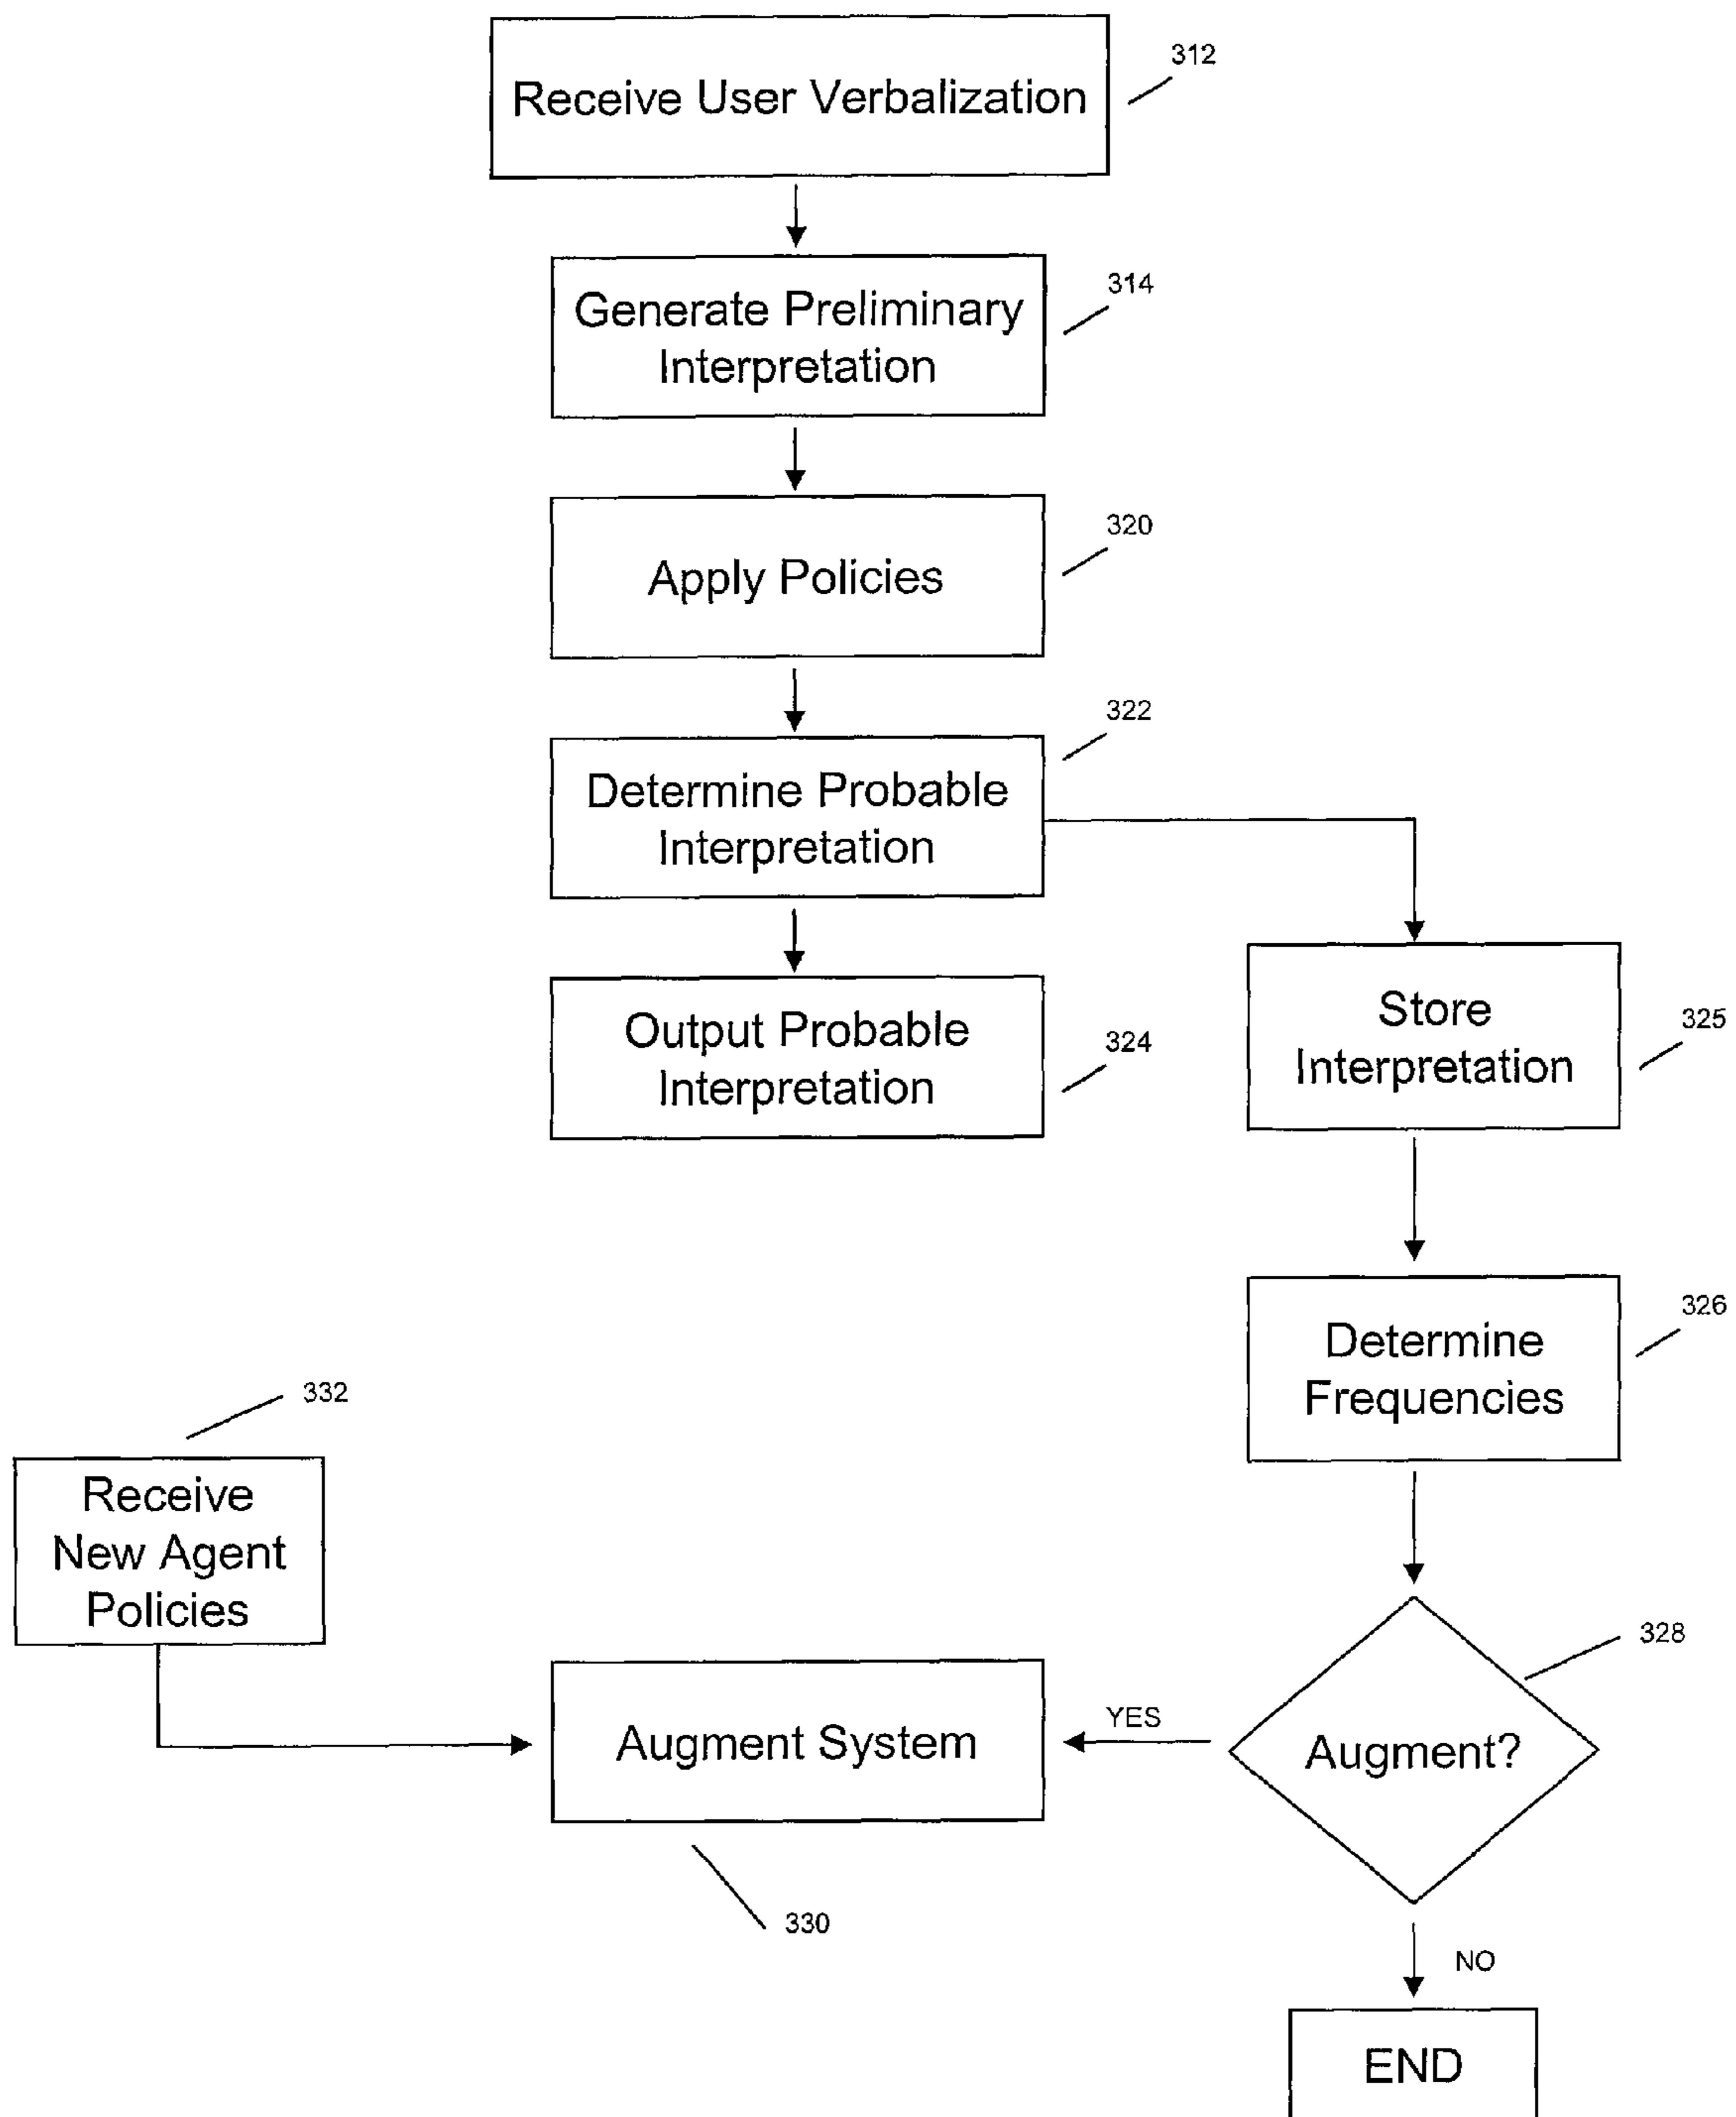 Receive User Verbalization
312
Generate Preliminary
Interpretation
314
Apply Policies
320
Determine Probable
Interpretation
322
Output Probable
Interpretation
324
Store
Interpretation
325
Determine
Frequencies
326
332
Receive
New Agent
Policies
Augment System
330
YES
Augment?
328
NO
END